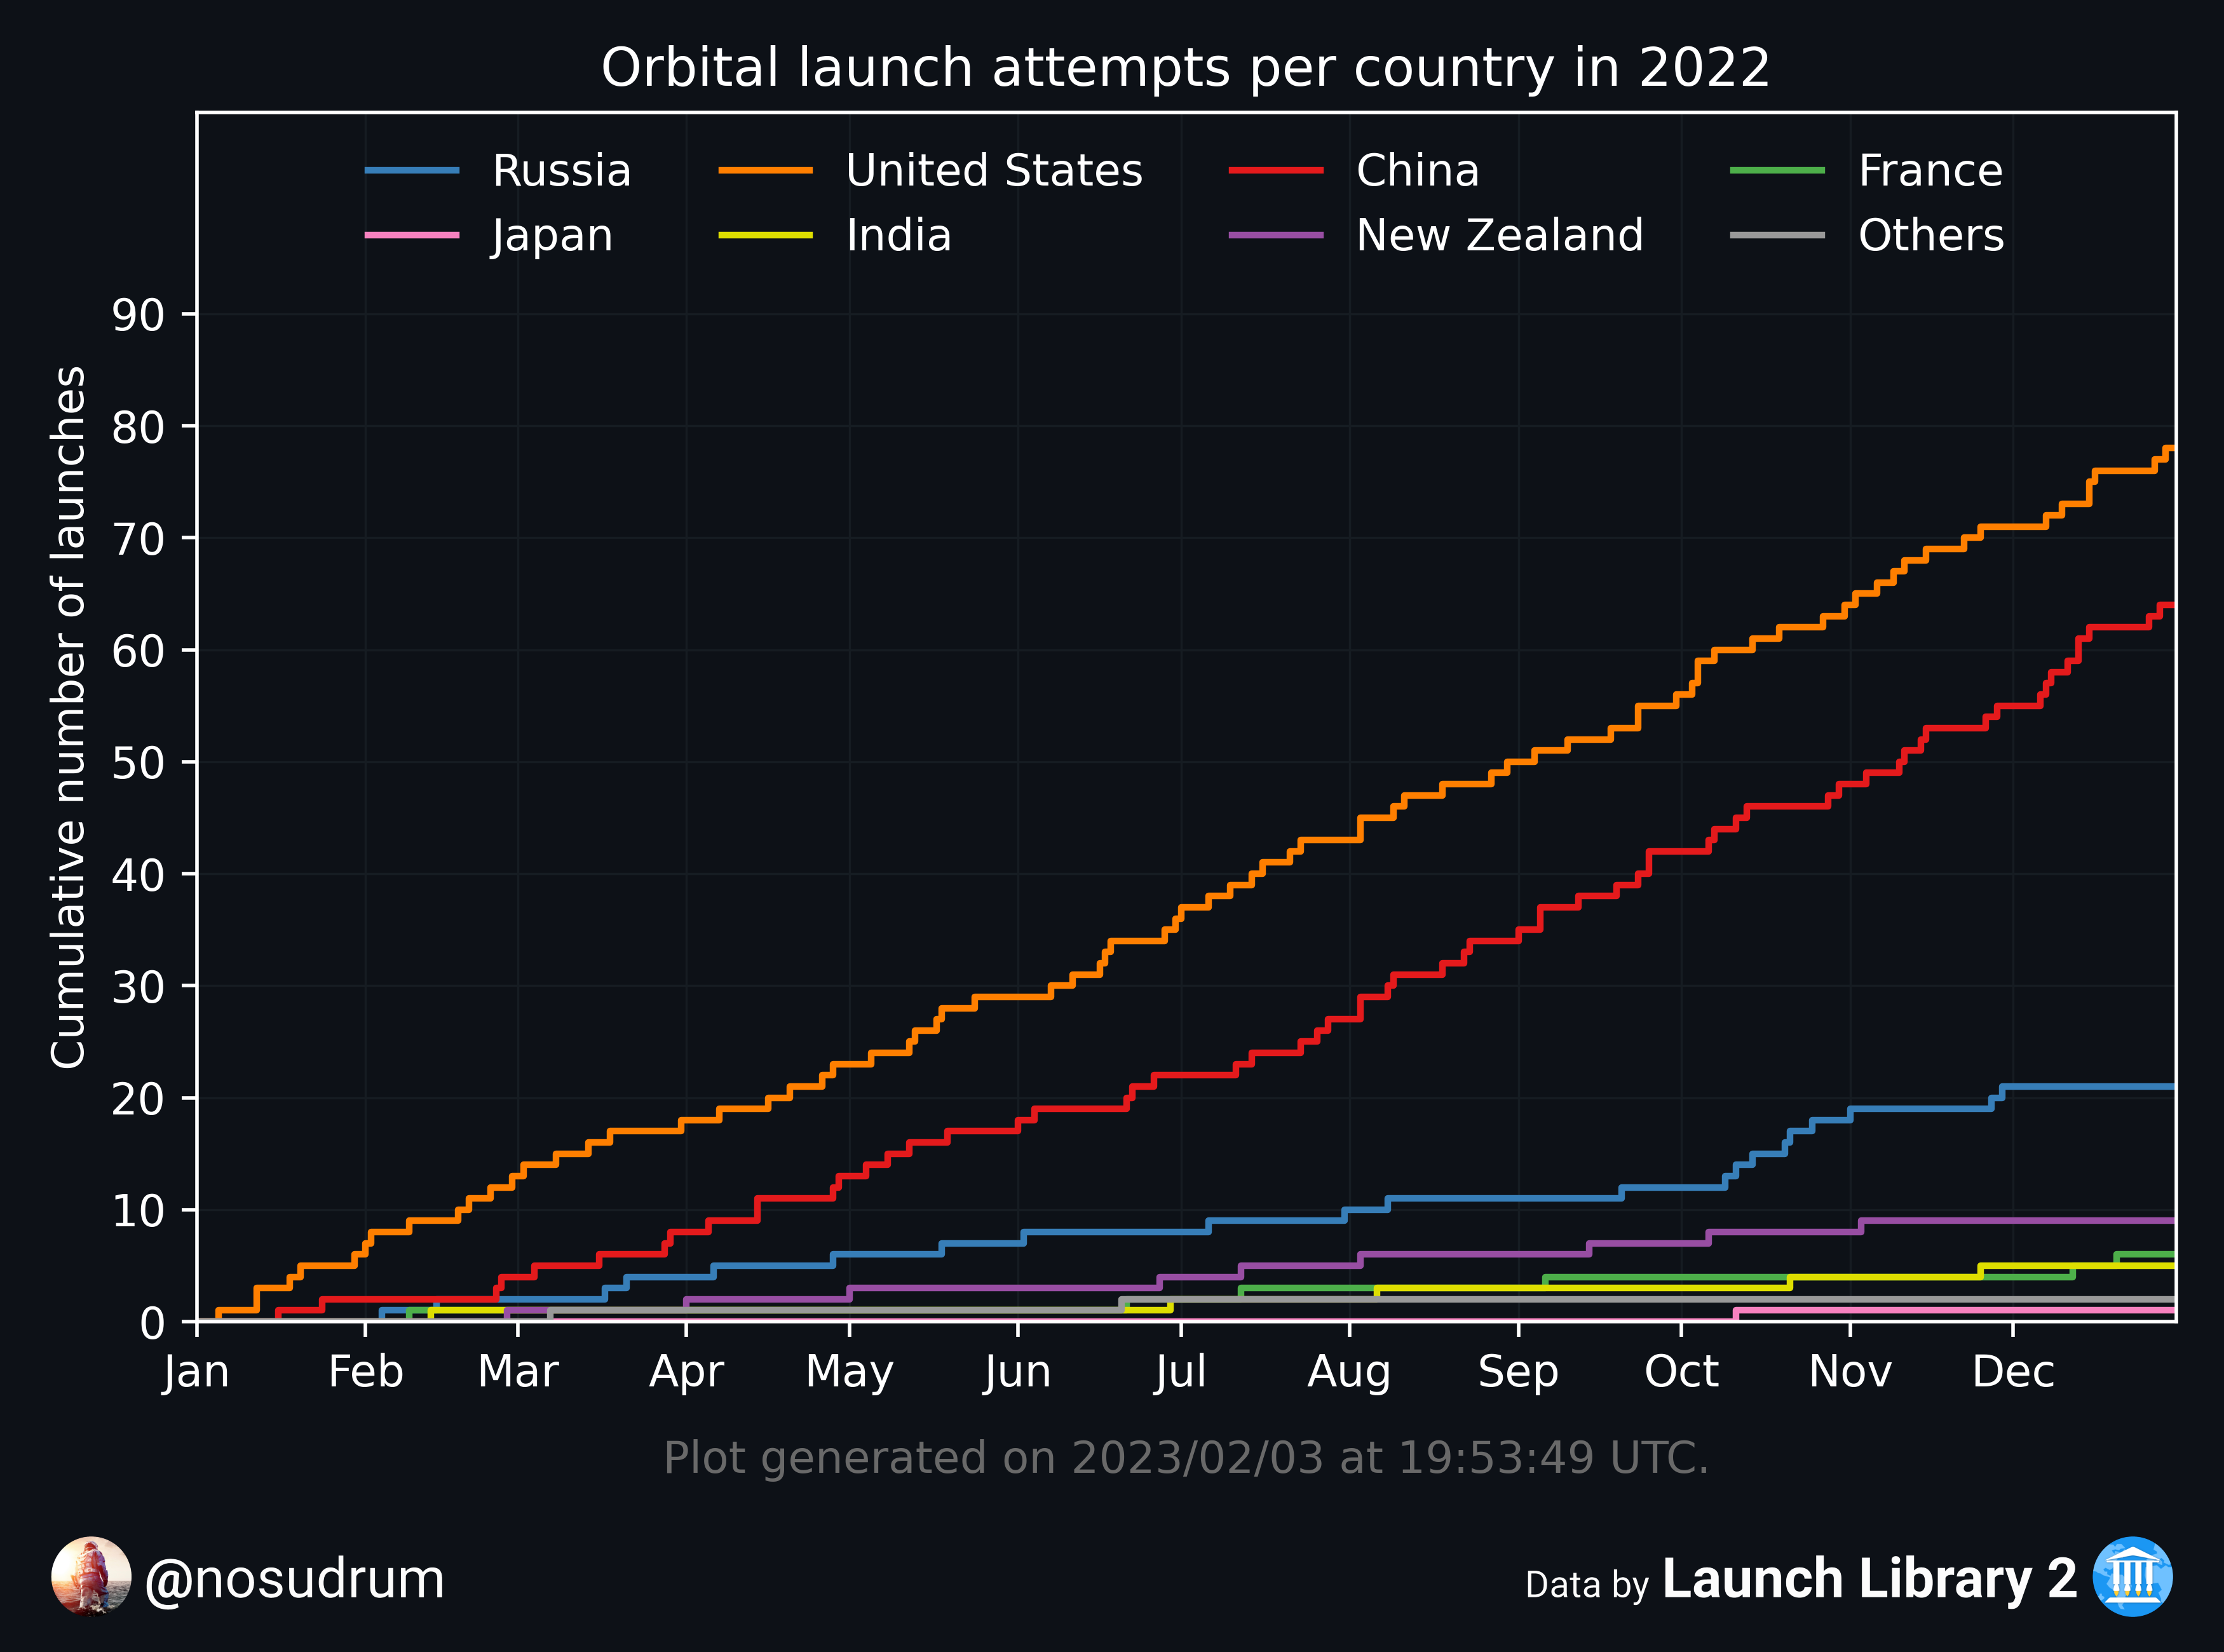 Orbital launch attempts per country in 2022
Russia United States China France
Japan India New Zealand Others
Cumulative number of launches
90
80
70
60
50
40
30
20
10
0
Jan Feb Mar Apr May Jun Jul Aug Sep Oct Nov Dec
Plot generated on 2023/02/03 at 19:53:49 UTC.
@nosudrum
Data by Launch Library 2